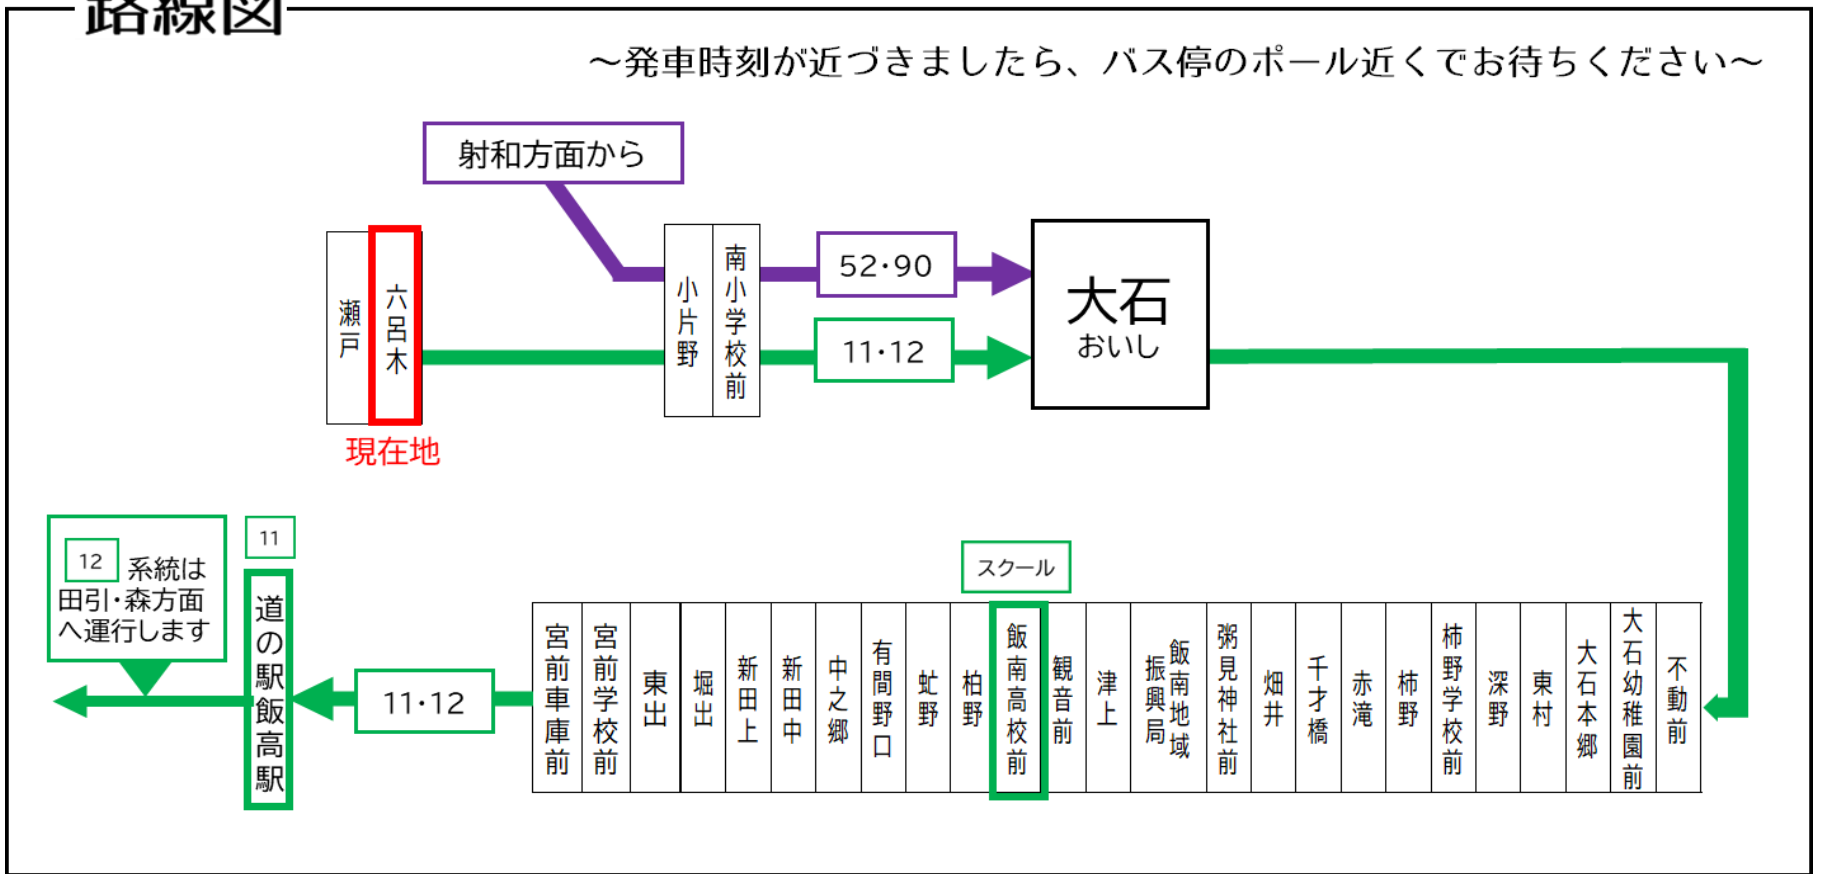 路線図
~発車時刻が近づきましたら、バス停のポール近くでお待ちください~
射和方面から
瀬戸
六呂木
現在地
小片野
南小学校前
52・90
11・12
大石
おいし
12 系統は
田引・森方面
へ運行します
11
道の駅飯高駅
11・12
スクール
宮前車庫前
宮前学校前
東出
堀出
新田上
新田中
中之郷
有間野口
虻野
柏野
飯南高校前
観音前
津上
飯南地域
振興局
粥見神社前
畑井
千才橋
赤滝
柿野
柿野学校前
深野
東村
大石本郷
大石幼稚園前
不動前